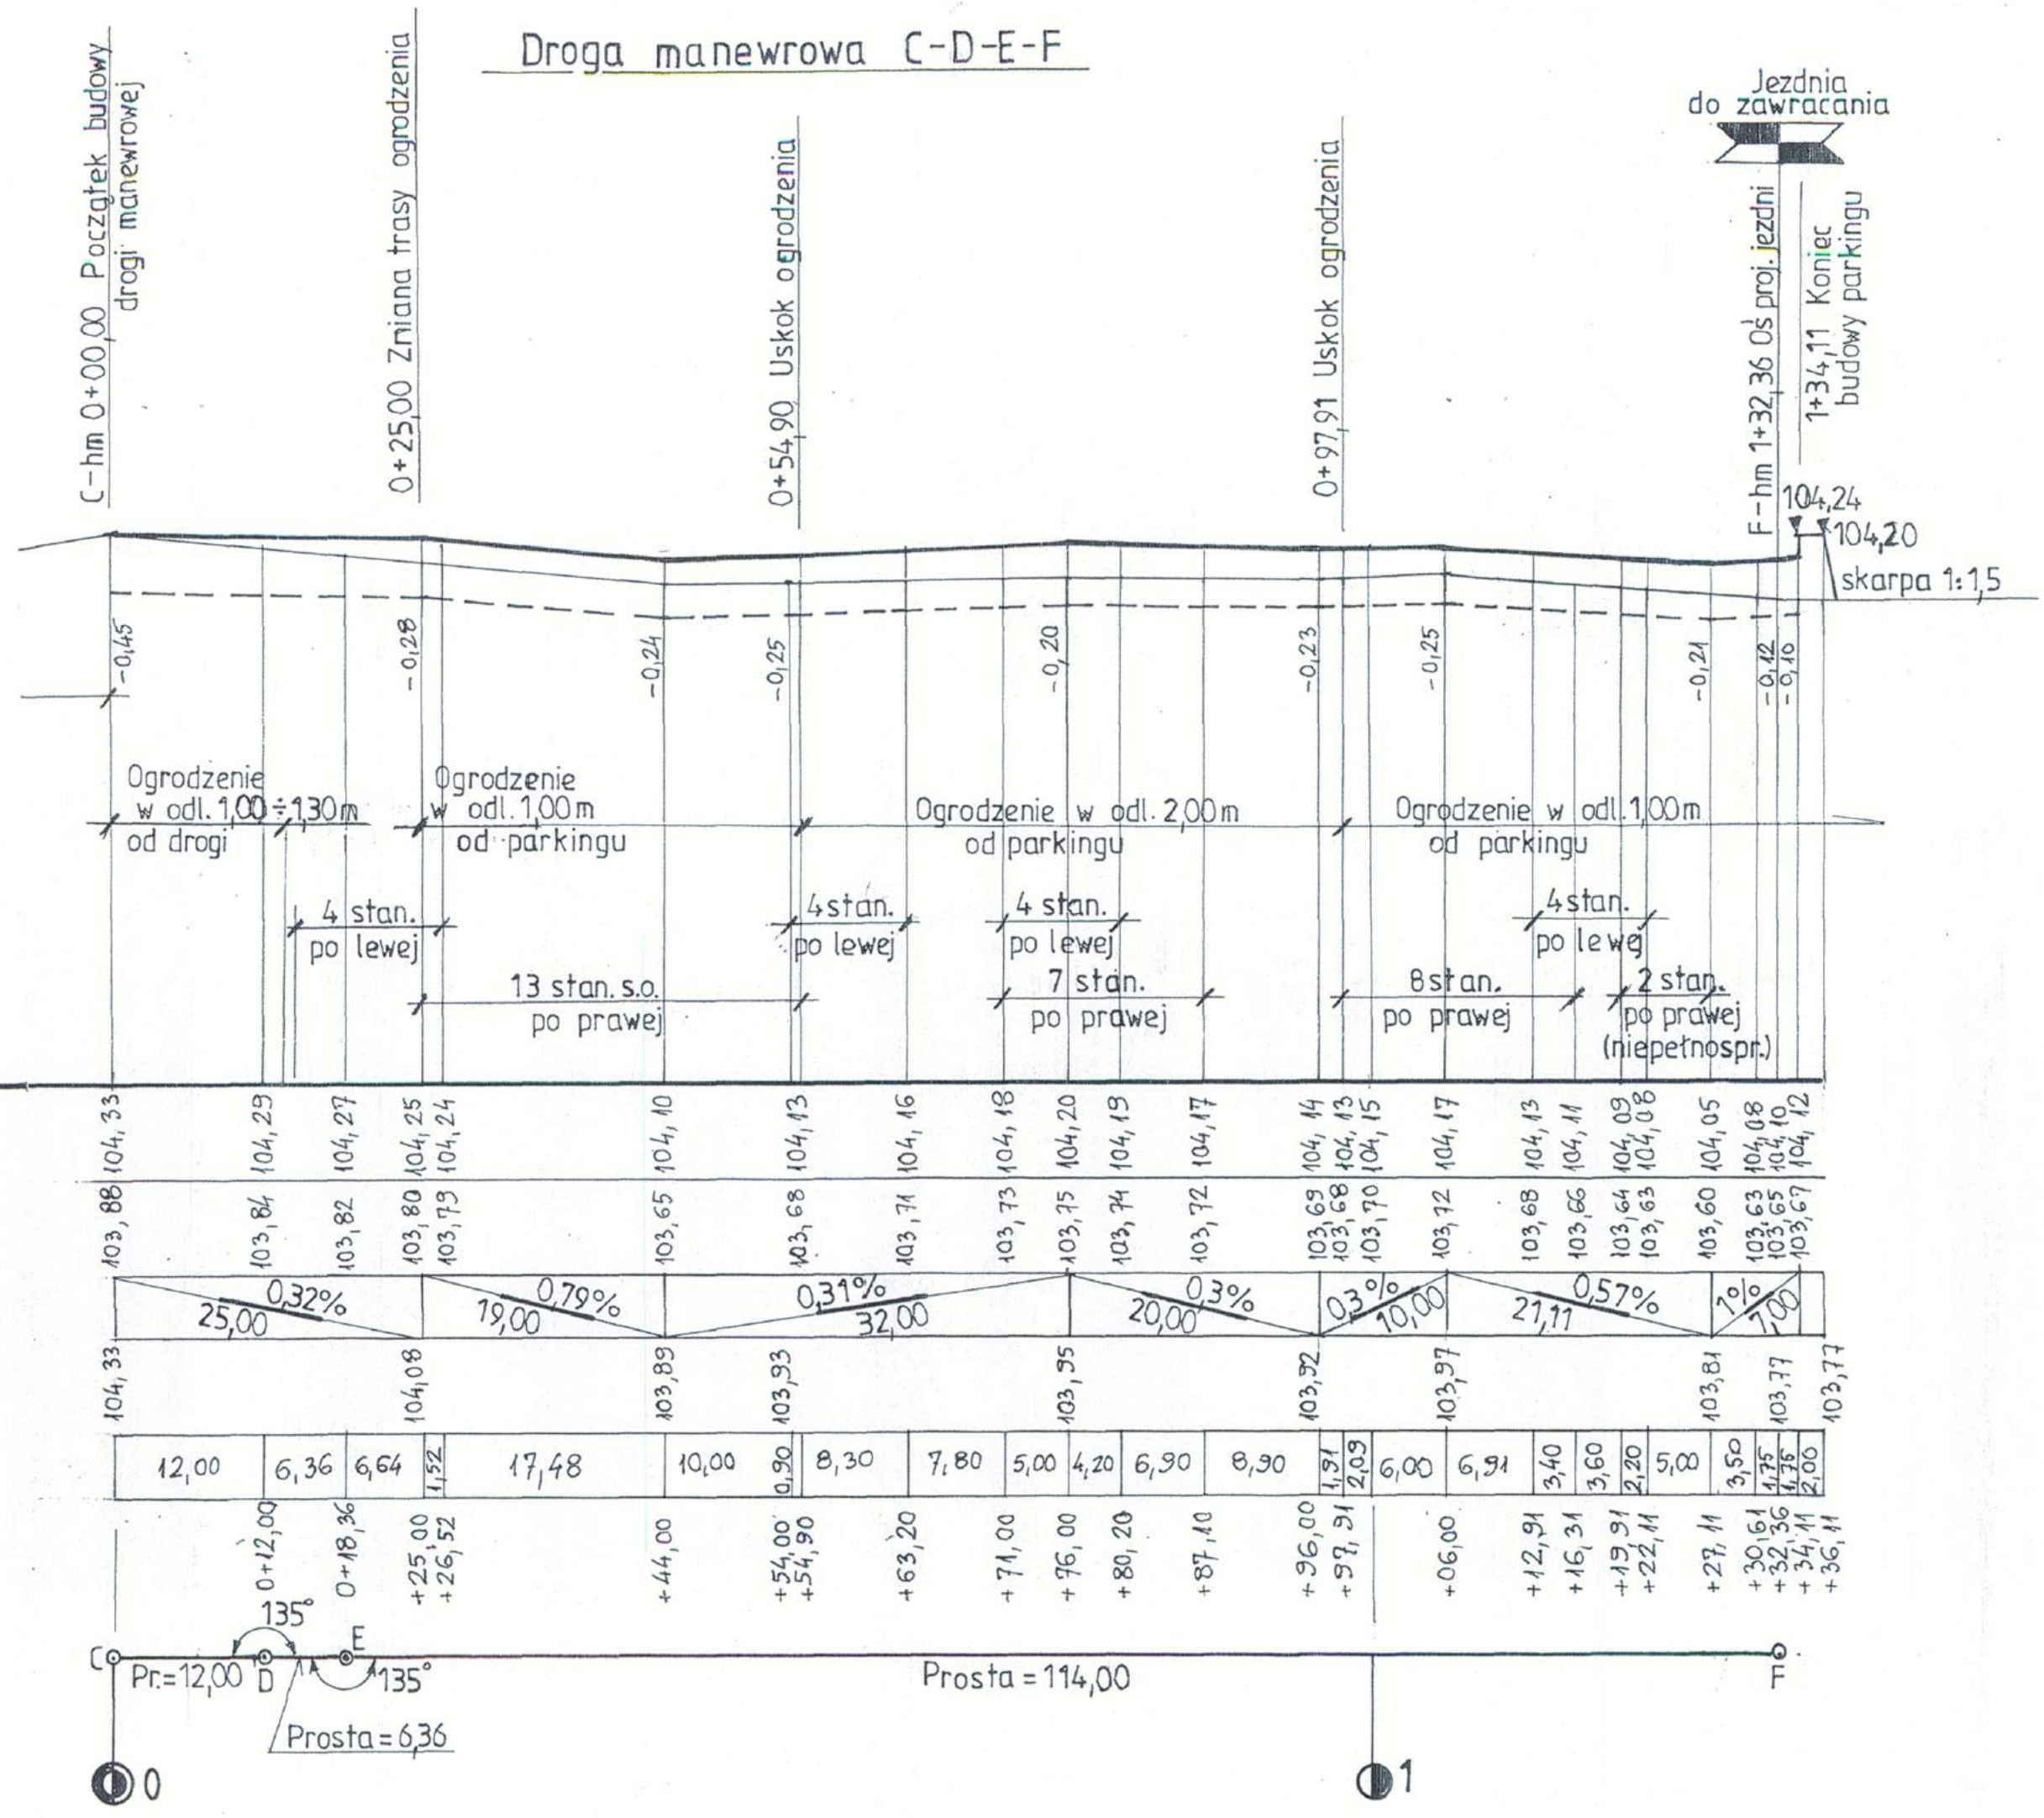 Droga manewrowa C-D-E-F
C-hm 0+00,00 Początek budowy
drogi manewrowej
0+25,00 Zniana trasy ogrodzenia
0+54,90 Uskok ogrodzenia
0+97,91 Uskok ogrodzenia
Jezdnia
do zawracania
F-hm 1+32,36 Oś proj. jezdni
1+34,11 Koniec
budowy parkingu
104,24
104,20
skarpa 1:1,5
-0,45
-0,28
-0,24
-0,25
-0,20
-0,23
-0,25
-0,21
-0,12
-0,10
Ogrodzenie
w odl. 1,00÷1,30m
od drogi
Ogrodzenie
w odl. 1,00m
od parkingu
Ogrodzenie w odl. 2,00m
od parkingu
Ogrodzenie w odl. 1,00m
od parkingu
4 stan.
po lewej
13 stan. s.o.
po prawej
4 stan.
po lewej
4 stan.
po lewej
7 stan.
po prawej
8 stan.
po prawej
4 stan.
po lewej
2 stan.
po prawej
(niepełnospr.)
104,33 104,29 104,27 104,25 104,24 104,10 104,13 104,16 104,18 104,20 104,19 104,17 104,14 104,13 104,15 104,17 104,13 104,11 104,09 104,08 104,05 104,08 104,10 104,12
103,88 103,84 103,82 103,80 103,79 103,65 103,68 103,71 103,73 103,75 103,74 103,72 103,69 103,68 103,70 103,72 103,68 103,66 103,64 103,63 103,60 103,63 103,65 103,67
0,32% 0,79% 0,31% 0,3% 0,3% 0,57% 1%
25,00 19,00 32,00 20,00 10,00 21,11 7,00
104,33 104,08 103,89 103,93 103,95 103,92 103,97 103,81 103,77 103,77
12,00 6,36 6,64 1,52 17,48 10,00 0,90 8,30 7,80 5,00 4,20 6,90 8,90 1,91 2,09 6,00 6,91 3,40 3,60 2,20 5,00 3,50 1,75 1,75 2,00
0+12,00 0+18,36 +25,00 +26,52 +44,00 +54,00 +54,90 +63,20 +71,00 +76,00 +80,20 +87,10 +96,00 +97,91 +06,00 +12,91 +16,31 +19,91 +22,11 +27,11 +30,61 +32,36 +34,11 +36,11
135°
C
D
E
F
Pr.=12,00
135°
Prosta = 114,00
Prosta = 6,36
0
1